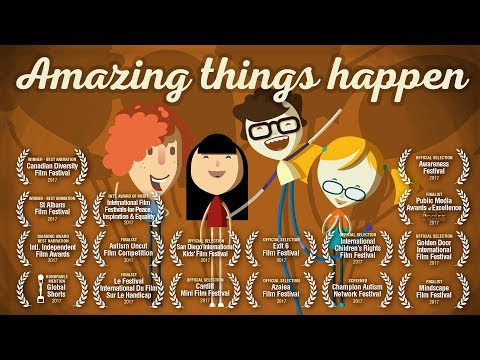 Amazing things happen
WINNER - BEST ANIMATION
Canadian Diversity
Film Festival
2017
INT'L AWARD OF MERIT
International Film
Festivals for Peace,
Inspiration & Equality
2017
OFFICIAL SELECTION
Awareness
Festival
2017
WINNER - BEST ANIMATION
St Albans
Film Festival
2017
FINALIST
Public Media
Awards of Excellence
2017
DIAMOND AWARD
BEST NARRATION
Intl. Independent
Film Awards
2017
FINALIST
Autism Uncut
Film Competition
2017
OFFICIAL SELECTION
San Diego International
Kids' Film Festival
2017
OFFICIAL SELECTION
Exit 6
Film Festival
2017
OFFICIAL SELECTION
International
Children's Rights
Film Festival
2017
OFFICIAL SELECTION
Golden Door
International
Film Festival
2017
HONORABLE
MENTION
Global
Shorts
2017
FINALIST
Le Festival
International Du Film
Sur Le Handicap
2017
OFFICIAL SELECTION
Cardiff
Mini Film Festival
2017
OFFICIAL SELECTION
Azalea
Film Festival
2017
SCREENED
Champion Autism
Network Festival
2017
FINALIST
Mindscape
Film Festival
2017